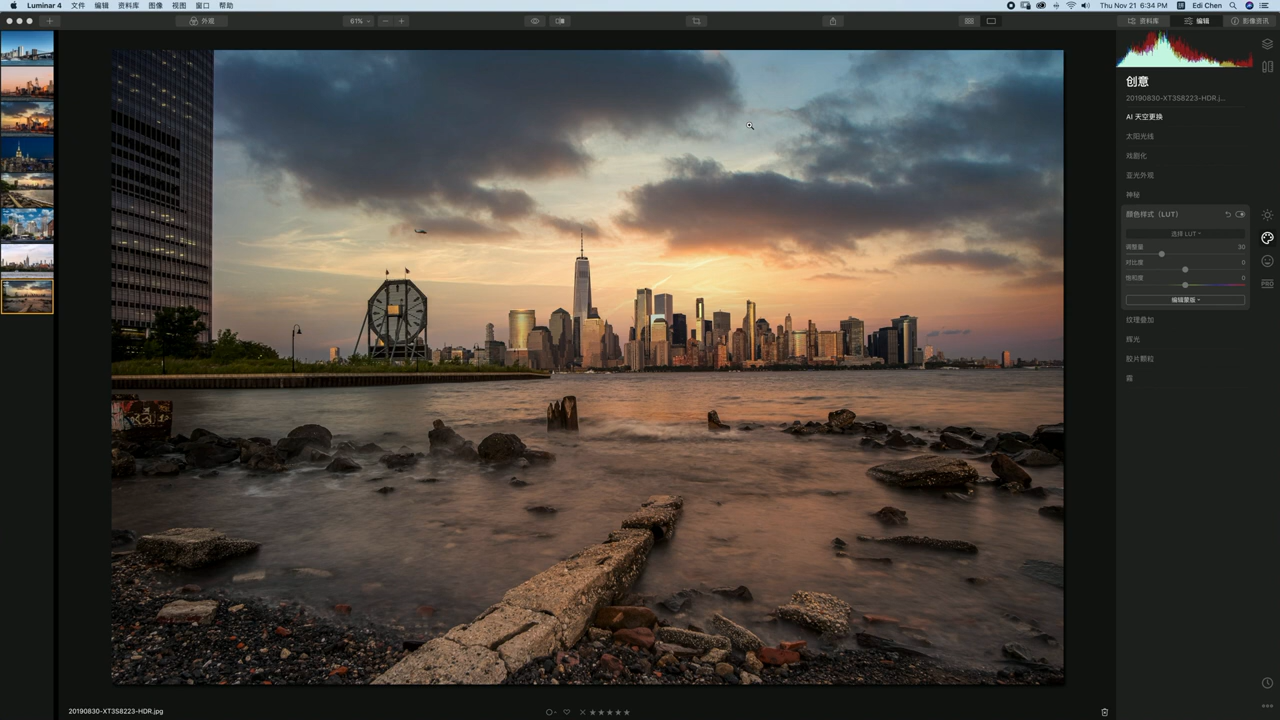 Luminar 4 文件 编辑 资料库 图像 视图 窗口 帮助
Thu Nov 21 6:34 PM 拼 Edi Chen
外观
61%
资料库 编辑 影像资讯
创意
20190830-XT3S8223-HDR.j...
AI 天空更换
太阳光线
戏剧化
亚光外观
神秘
颜色样式（LUT）
选择 LUT
调整量 30
对比度 0
饱和度 0
编辑蒙版
纹理叠加
辉光
胶片颗粒
霞
PRO
20190830-XT3S8223-HDR.jpg